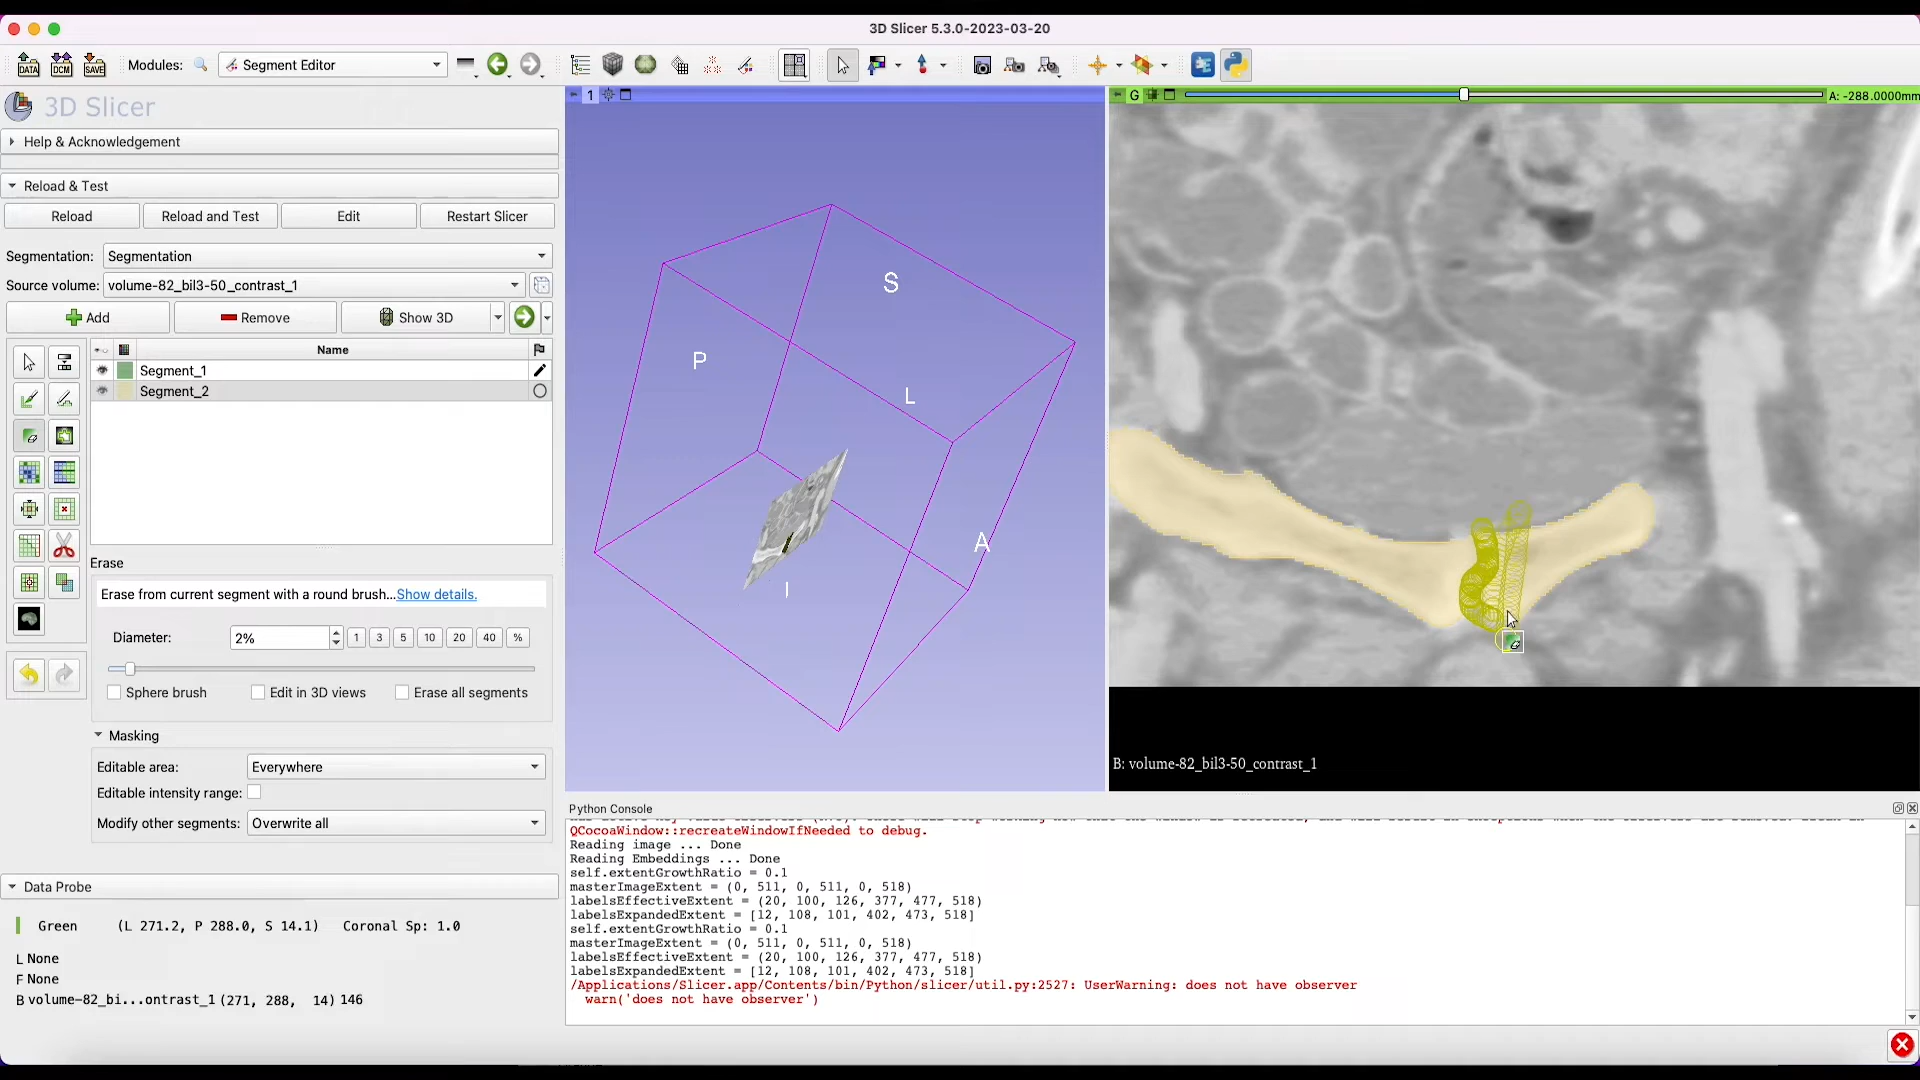 3D Slicer 5.3.0-2023-03-20
DATA DCM SAVE Modules: Segment Editor
3D Slicer
Help & Acknowledgement
Reload & Test
Reload Reload and Test Edit Restart Slicer
Segmentation: Segmentation
Source volume: volume-82_bil3-50_contrast_1
Add Remove Show 3D
Name
Segment_1
Segment_2
Erase
Erase from current segment with a round brush...Show details.
Diameter: 2% 1 3 5 10 20 40 %
Sphere brush Edit in 3D views Erase all segments
Masking
Editable area: Everywhere
Editable intensity range:
Modify other segments: Overwrite all
Data Probe
Green (L 271.2, P 288.0, S 14.1) Coronal Sp: 1.0
L None
F None
B volume-82_bi...ontrast_1 (271, 288, 14) 146
1
S
P
L
A
I
G A: -288.0000mm
B: volume-82_bil3-50_contrast_1
Python Console
QCocoaWindow::recreateWindowIfNeeded to debug.
Reading image ... Done
Reading Embeddings ... Done
self.extentGrowthRatio = 0.1
masterImageExtent = (0, 511, 0, 511, 0, 518)
labelsEffectiveExtent = (20, 100, 126, 377, 477, 518)
labelsExpandedExtent = [12, 108, 101, 402, 473, 518]
self.extentGrowthRatio = 0.1
masterImageExtent = (0, 511, 0, 511, 0, 518)
labelsEffectiveExtent = (20, 100, 126, 377, 477, 518)
labelsExpandedExtent = [12, 108, 101, 402, 473, 518]
/Applications/Slicer.app/Contents/bin/Python/slicer/util.py:2527: UserWarning: does not have observer
warn('does not have observer')